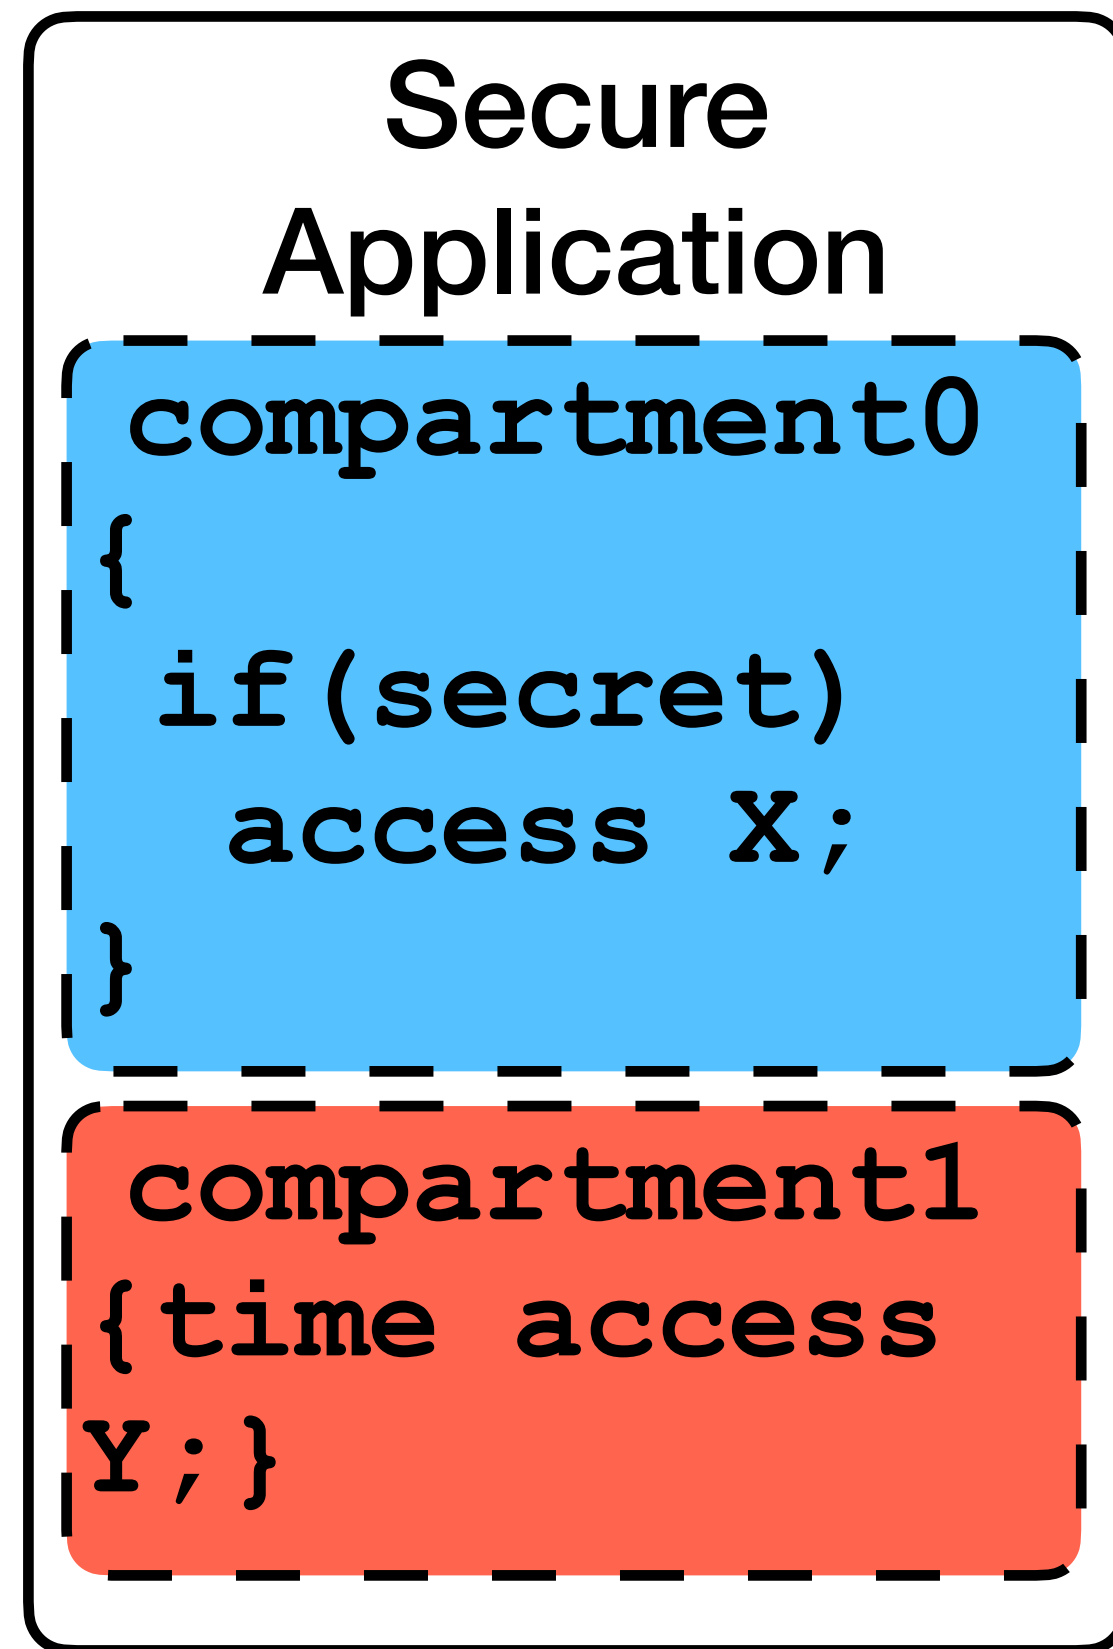 Secure
Application
compartment0
{
if(secret)
access X;
}
compartment1
{time access
Y;}